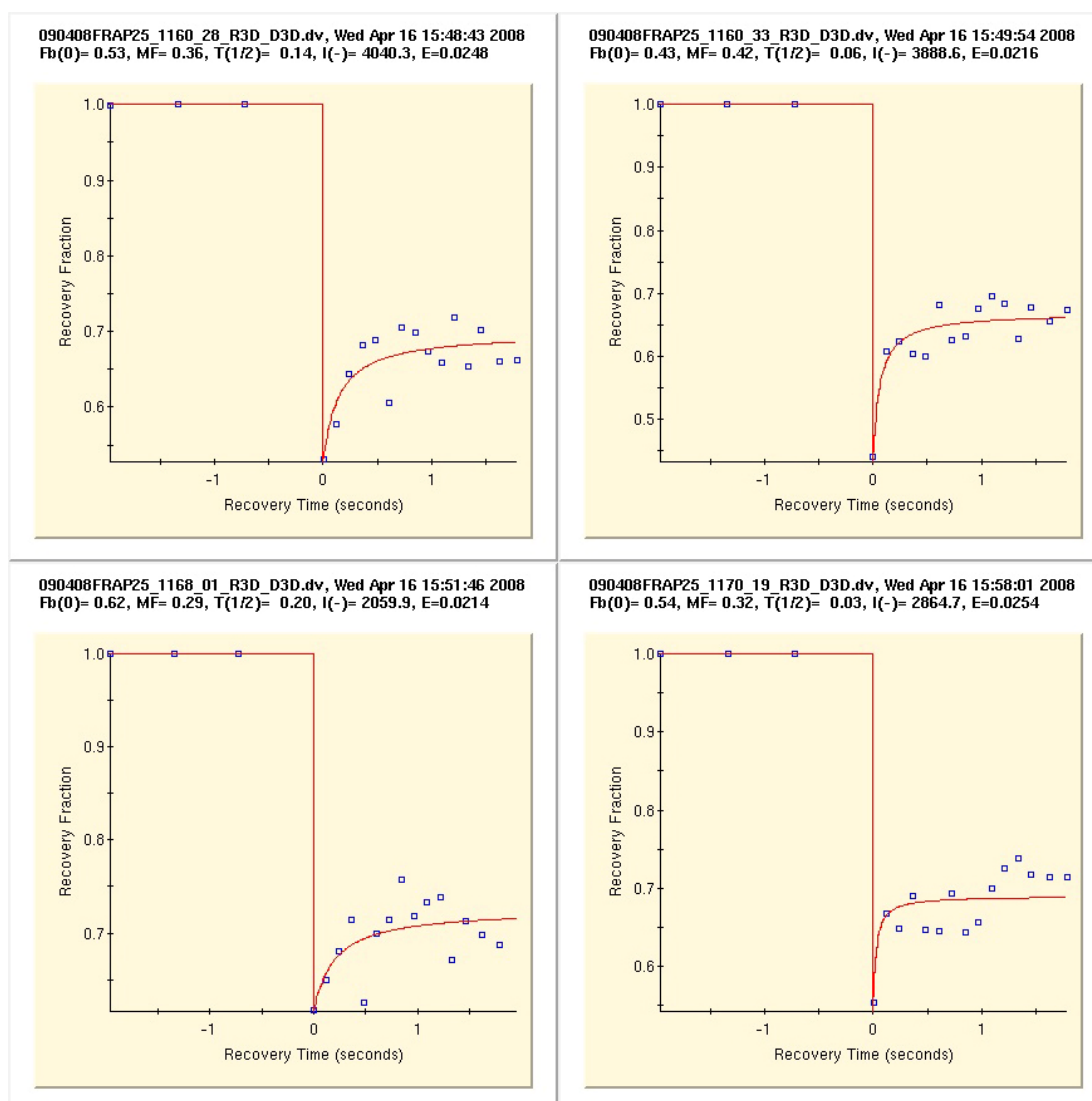 090408FRAP25_1160_28_R3D_D3D.dv, Wed Apr 16 15:48:43 2008
Fb(0)= 0.53, MF= 0.36, T(1/2)= 0.14, I(-)= 4040.3, E=0.0248
1.0
0.9
0.8
0.7
0.6
Recovery Fraction
-1 0 1
Recovery Time (seconds)
090408FRAP25_1160_33_R3D_D3D.dv, Wed Apr 16 15:49:54 2008
Fb(0)= 0.43, MF= 0.42, T(1/2)= 0.06, I(-)= 3888.6, E=0.0216
1.0
0.9
0.8
0.7
0.6
0.5
Recovery Fraction
-1 0 1
Recovery Time (seconds)
090408FRAP25_1168_01_R3D_D3D.dv, Wed Apr 16 15:51:46 2008
Fb(0)= 0.62, MF= 0.29, T(1/2)= 0.20, I(-)= 2059.9, E=0.0214
1.0
0.9
0.8
0.7
Recovery Fraction
-1 0 1
Recovery Time (seconds)
090408FRAP25_1170_19_R3D_D3D.dv, Wed Apr 16 15:58:01 2008
Fb(0)= 0.54, MF= 0.32, T(1/2)= 0.03, I(-)= 2864.7, E=0.0254
1.0
0.9
0.8
0.7
0.6
Recovery Fraction
-1 0 1
Recovery Time (seconds)